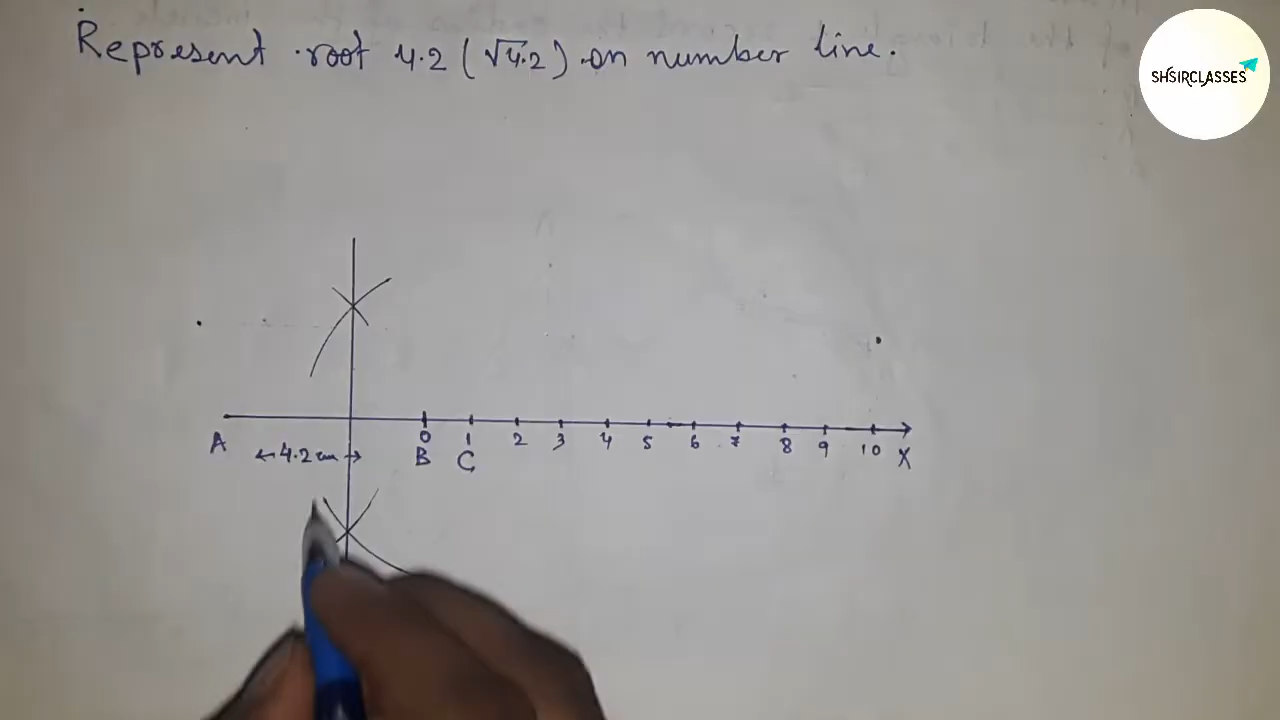 Represent root 4.2 (√4.2) on number line.
SHSIRCLASSES
0 1 2 3 4 5 6 7 8 9 10 X
A ←4.2 cm→ B C